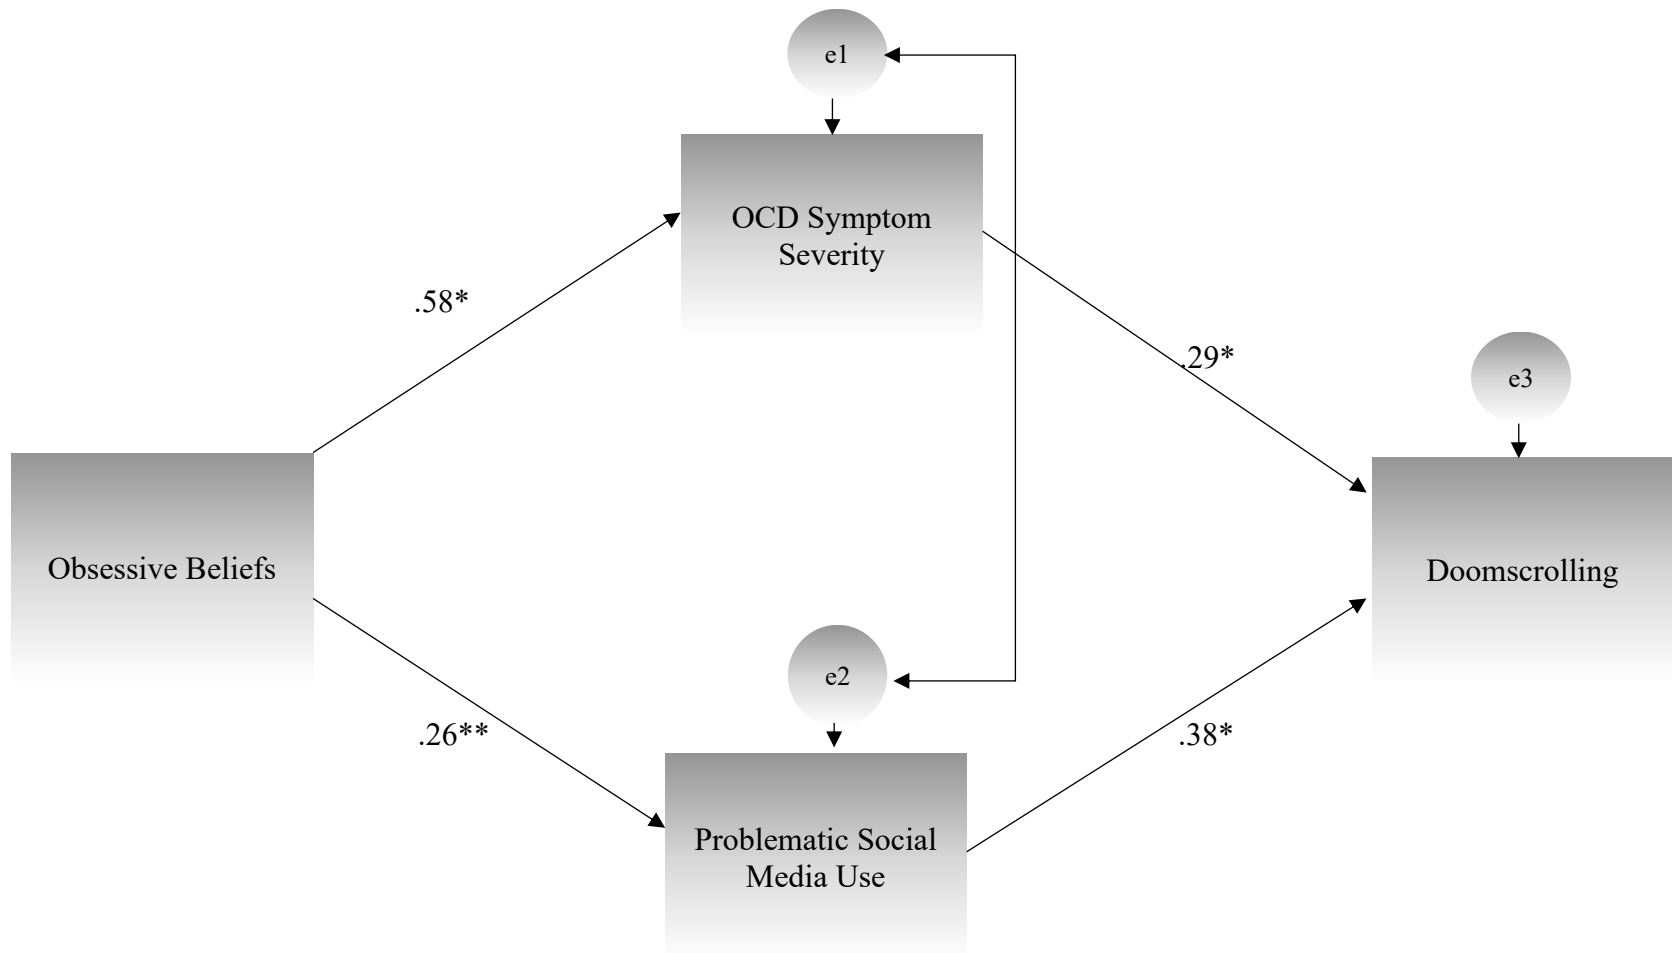 e1
OCD Symptom
Severity
.58*
.29*
e3
Obsessive Beliefs
Doomscrolling
e2
.26**
.38*
Problematic Social
Media Use